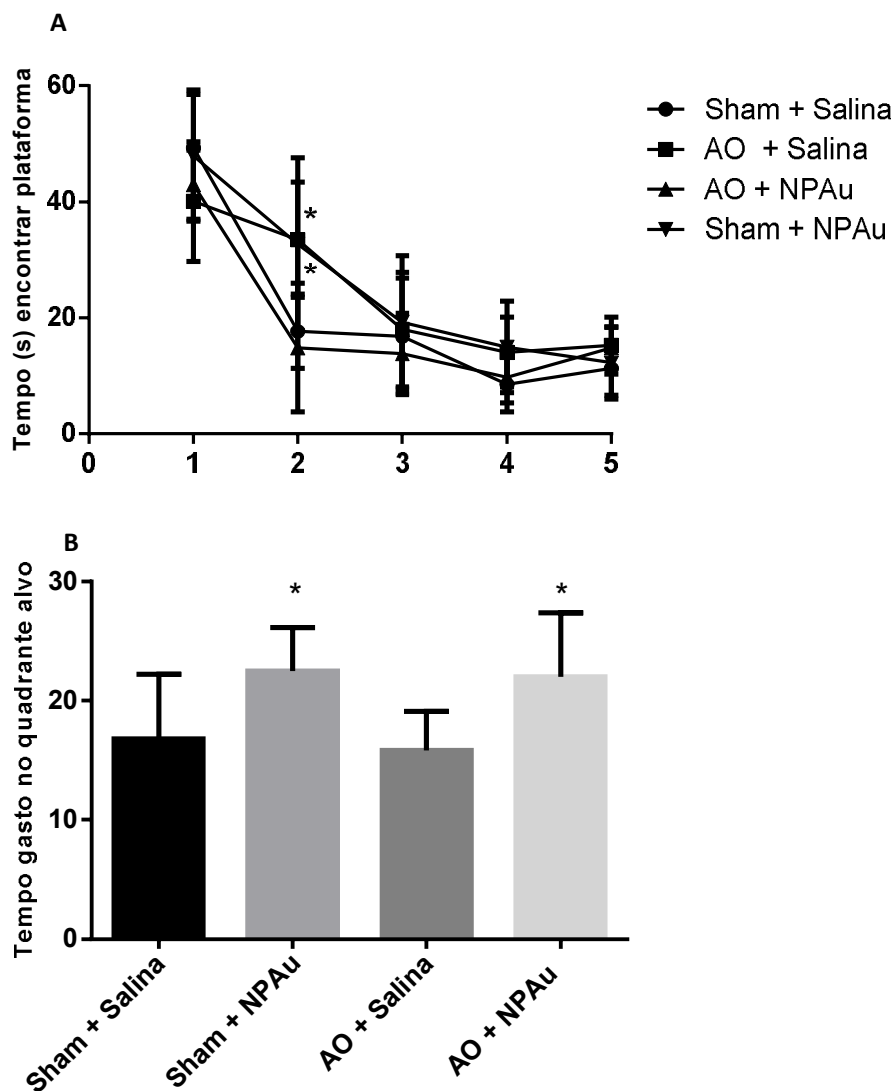 A
Tempo (s) encontrar plataforma
60
40
20
0
*
*
0 1 2 3 4 5
Sham + Salina
AO + Salina
AO + NPAu
Sham + NPAu
B
Tempo gasto no quadrante alvo
30
20
10
0
* *
Sham + Salina
Sham + NPAu
AO + Salina
AO + NPAu